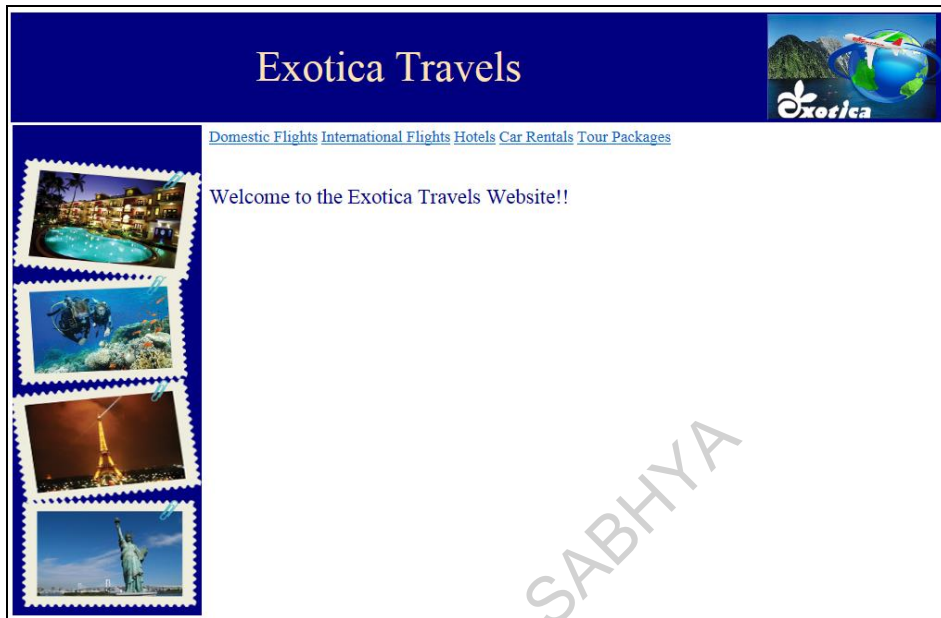 Exotica Travels
Exotica
Domestic Flights International Flights Hotels Car Rentals Tour Packages
Welcome to the Exotica Travels Website!!
SABHYA